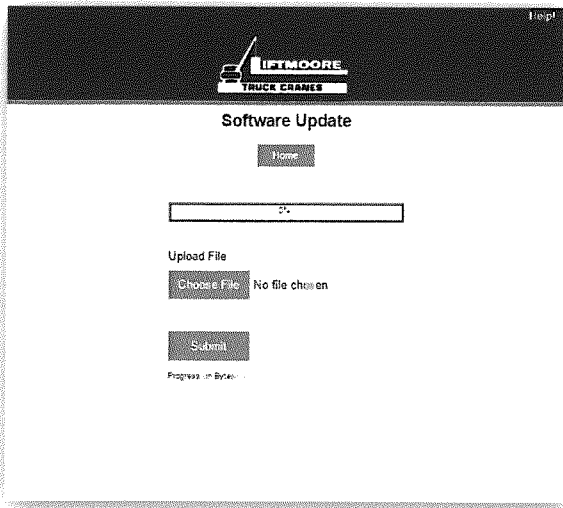 Help!
LIFTMOORE
TRUCK CRANES
Software Update
Home
0%
Upload File
Choose File No file chosen
Submit
Progress in Bytes